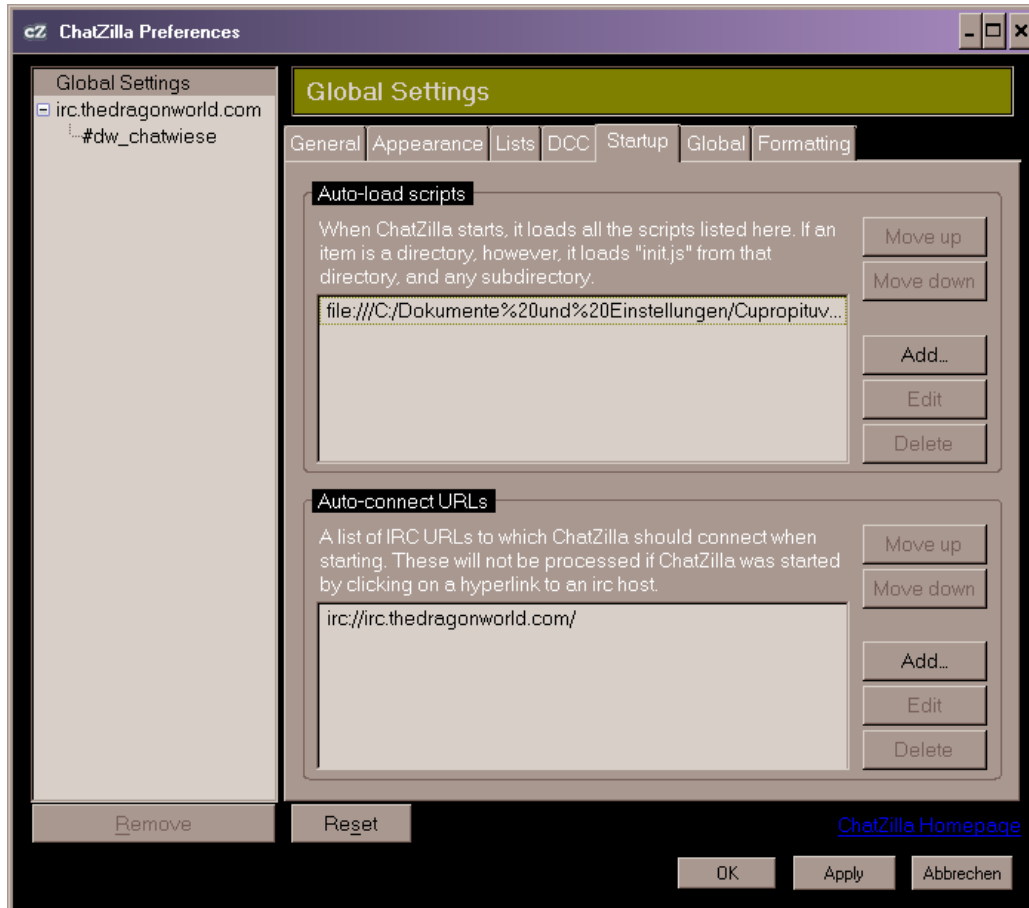 cZ ChatZilla Preferences
Global Settings
irc.thedragonworld.com
#dw_chatwiese
Global Settings
General Appearance Lists DCC Startup Global Formatting
Auto-load scripts
When ChatZilla starts, it loads all the scripts listed here. If an
item is a directory, however, it loads "init.js" from that
directory, and any subdirectory.
Move up
Move down
file:///C:/Dokumente%20und%20Einstellungen/Cupropituv...
Add...
Edit
Delete
Auto-connect URLs
A list of IRC URLs to which ChatZilla should connect when
starting. These will not be processed if ChatZilla was started
by clicking on a hyperlink to an irc host.
Move up
Move down
irc://irc.thedragonworld.com/
Add...
Edit
Delete
Remove
Reset
ChatZilla Homepage
OK Apply Abbrechen